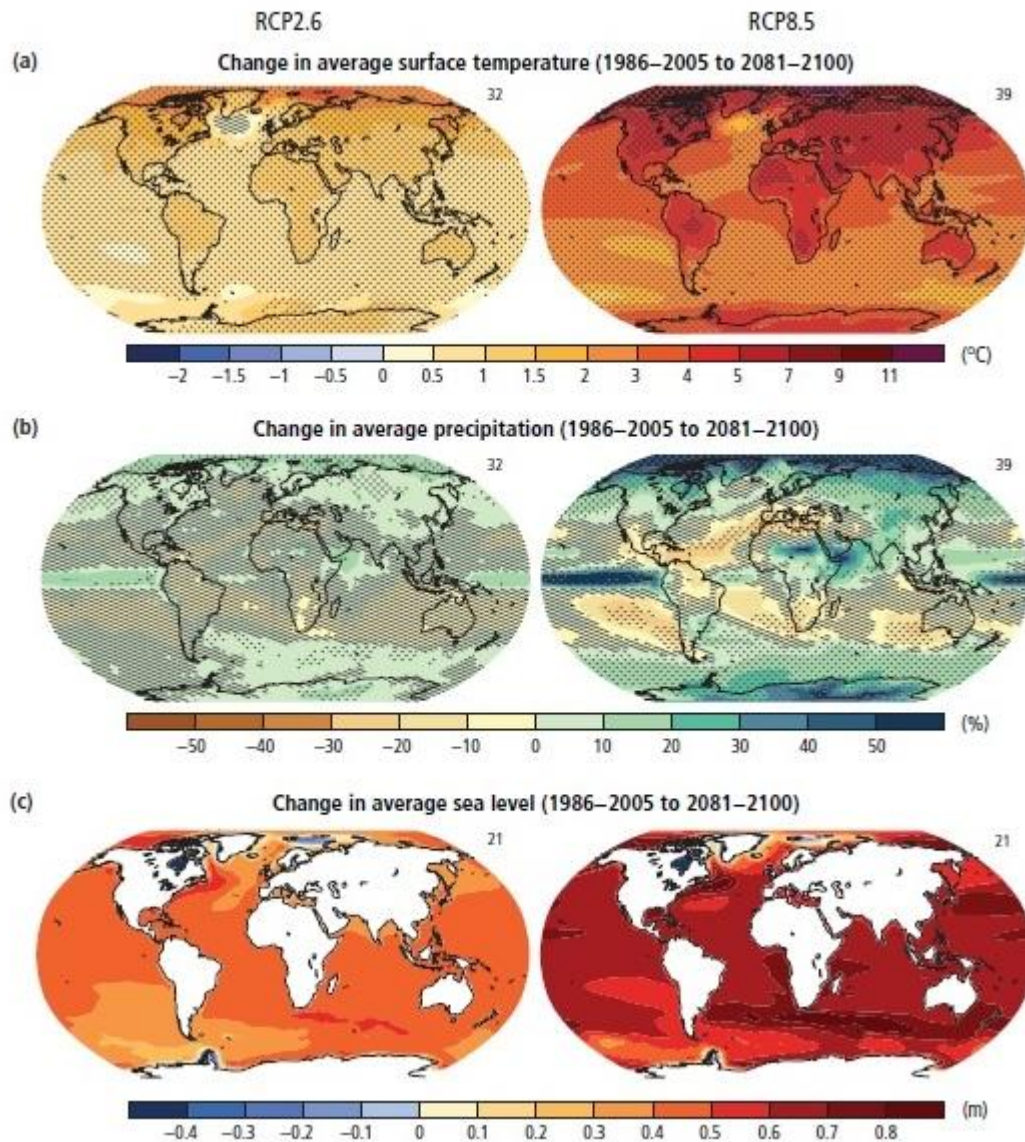 RCP2.6 RCP8.5
(a) Change in average surface temperature (1986–2005 to 2081–2100)
32 39
(°C)
−2 −1.5 −1 −0.5 0 0.5 1 1.5 2 3 4 5 7 9 11
(b) Change in average precipitation (1986–2005 to 2081–2100)
32 39
(%)
−50 −40 −30 −20 −10 0 10 20 30 40 50
(c) Change in average sea level (1986–2005 to 2081–2100)
21 21
(m)
−0.4 −0.3 −0.2 −0.1 0 0.1 0.2 0.3 0.4 0.5 0.6 0.7 0.8